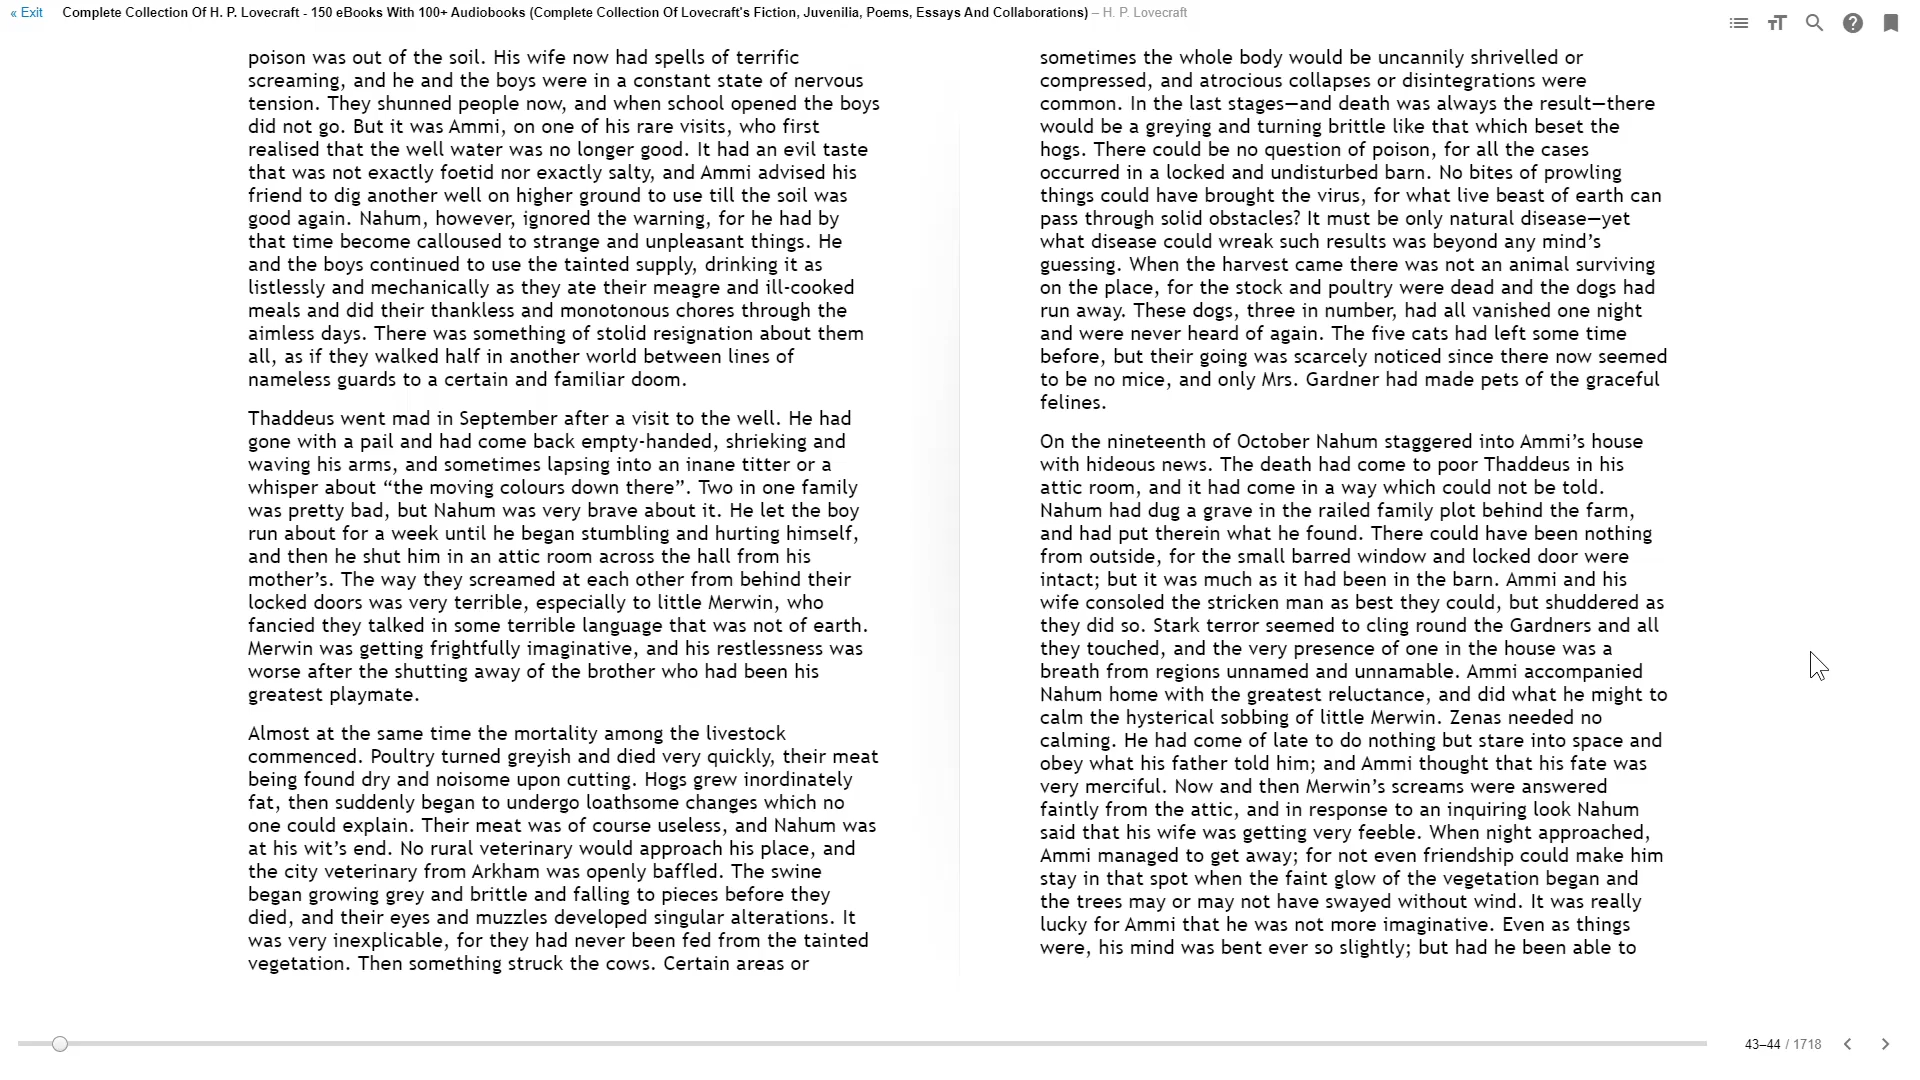 « Exit
Complete Collection Of H. P. Lovecraft - 150 eBooks With 100+ Audiobooks (Complete Collection Of Lovecraft's Fiction, Juvenilia, Poems, Essays And Collaborations) – H. P. Lovecraft
poison was out of the soil. His wife now had spells of terrific
screaming, and he and the boys were in a constant state of nervous
tension. They shunned people now, and when school opened the boys
did not go. But it was Ammi, on one of his rare visits, who first
realised that the well water was no longer good. It had an evil taste
that was not exactly foetid nor exactly salty, and Ammi advised his
friend to dig another well on higher ground to use till the soil was
good again. Nahum, however, ignored the warning, for he had by
that time become calloused to strange and unpleasant things. He
and the boys continued to use the tainted supply, drinking it as
listlessly and mechanically as they ate their meagre and ill-cooked
meals and did their thankless and monotonous chores through the
aimless days. There was something of stolid resignation about them
all, as if they walked half in another world between lines of
nameless guards to a certain and familiar doom.
Thaddeus went mad in September after a visit to the well. He had
gone with a pail and had come back empty-handed, shrieking and
waving his arms, and sometimes lapsing into an inane titter or a
whisper about “the moving colours down there”. Two in one family
was pretty bad, but Nahum was very brave about it. He let the boy
run about for a week until he began stumbling and hurting himself,
and then he shut him in an attic room across the hall from his
mother’s. The way they screamed at each other from behind their
locked doors was very terrible, especially to little Merwin, who
fancied they talked in some terrible language that was not of earth.
Merwin was getting frightfully imaginative, and his restlessness was
worse after the shutting away of the brother who had been his
greatest playmate.
Almost at the same time the mortality among the livestock
commenced. Poultry turned greyish and died very quickly, their meat
being found dry and noisome upon cutting. Hogs grew inordinately
fat, then suddenly began to undergo loathsome changes which no
one could explain. Their meat was of course useless, and Nahum was
at his wit’s end. No rural veterinary would approach his place, and
the city veterinary from Arkham was openly baffled. The swine
began growing grey and brittle and falling to pieces before they
died, and their eyes and muzzles developed singular alterations. It
was very inexplicable, for they had never been fed from the tainted
vegetation. Then something struck the cows. Certain areas or
sometimes the whole body would be uncannily shrivelled or
compressed, and atrocious collapses or disintegrations were
common. In the last stages—and death was always the result—there
would be a greying and turning brittle like that which beset the
hogs. There could be no question of poison, for all the cases
occurred in a locked and undisturbed barn. No bites of prowling
things could have brought the virus, for what live beast of earth can
pass through solid obstacles? It must be only natural disease—yet
what disease could wreak such results was beyond any mind’s
guessing. When the harvest came there was not an animal surviving
on the place, for the stock and poultry were dead and the dogs had
run away. These dogs, three in number, had all vanished one night
and were never heard of again. The five cats had left some time
before, but their going was scarcely noticed since there now seemed
to be no mice, and only Mrs. Gardner had made pets of the graceful
felines.
On the nineteenth of October Nahum staggered into Ammi’s house
with hideous news. The death had come to poor Thaddeus in his
attic room, and it had come in a way which could not be told.
Nahum had dug a grave in the railed family plot behind the farm,
and had put therein what he found. There could have been nothing
from outside, for the small barred window and locked door were
intact; but it was much as it had been in the barn. Ammi and his
wife consoled the stricken man as best they could, but shuddered as
they did so. Stark terror seemed to cling round the Gardners and all
they touched, and the very presence of one in the house was a
breath from regions unnamed and unnamable. Ammi accompanied
Nahum home with the greatest reluctance, and did what he might to
calm the hysterical sobbing of little Merwin. Zenas needed no
calming. He had come of late to do nothing but stare into space and
obey what his father told him; and Ammi thought that his fate was
very merciful. Now and then Merwin’s screams were answered
faintly from the attic, and in response to an inquiring look Nahum
said that his wife was getting very feeble. When night approached,
Ammi managed to get away; for not even friendship could make him
stay in that spot when the faint glow of the vegetation began and
the trees may or may not have swayed without wind. It was really
lucky for Ammi that he was not more imaginative. Even as things
were, his mind was bent ever so slightly; but had he been able to
43–44 / 1718